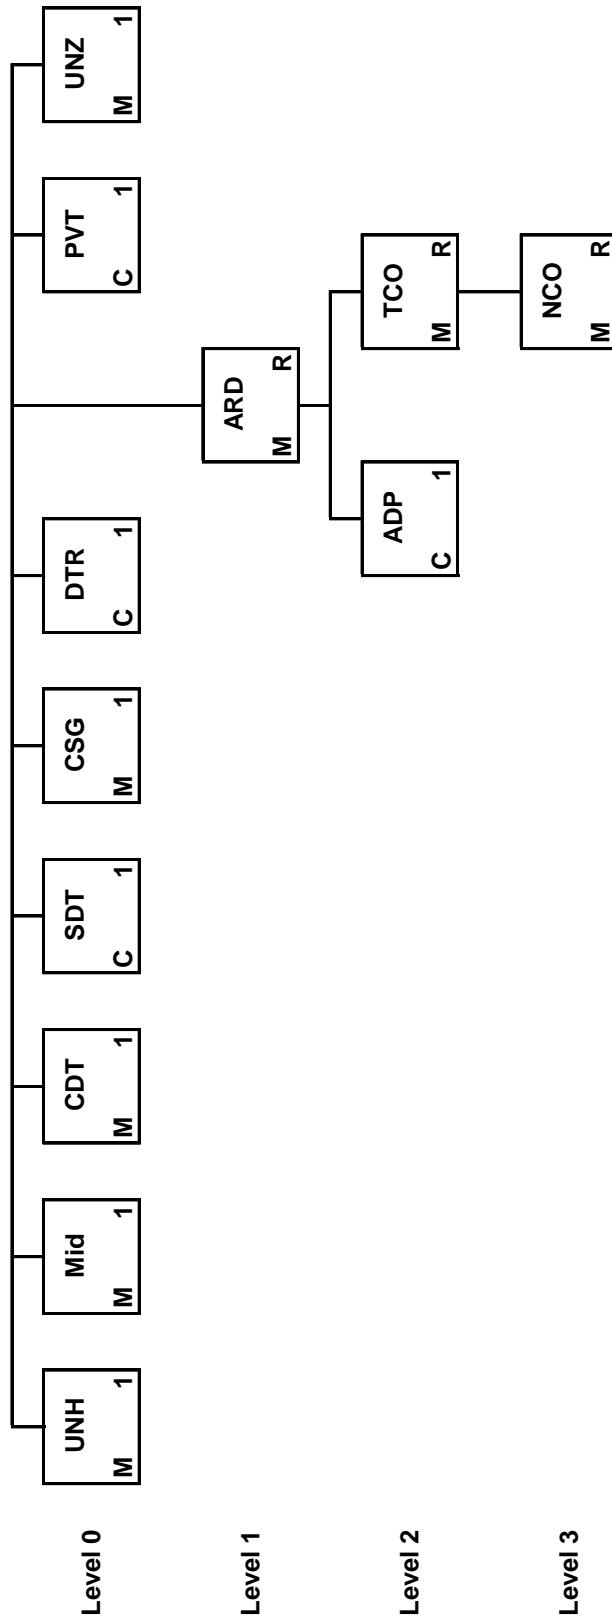 Level 0
UNH
M 1
Mid
M 1
CDT
M 1
SDT
C 1
CSG
M 1
DTR
C 1
PVT
C 1
UNZ
M 1
Level 1
ARD
M R
Level 2
ADP
C 1
TCO
M R
Level 3
NCO
M R